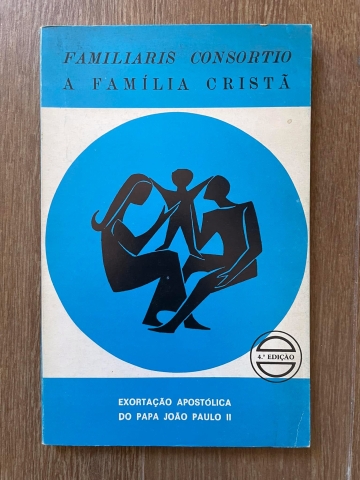 FAMILIARIS CONSORTIO
A FAMÍLIA CRISTÃ
4.ª EDIÇÃO
EXORTAÇÃO APOSTÓLICA
DO PAPA JOÃO PAULO II